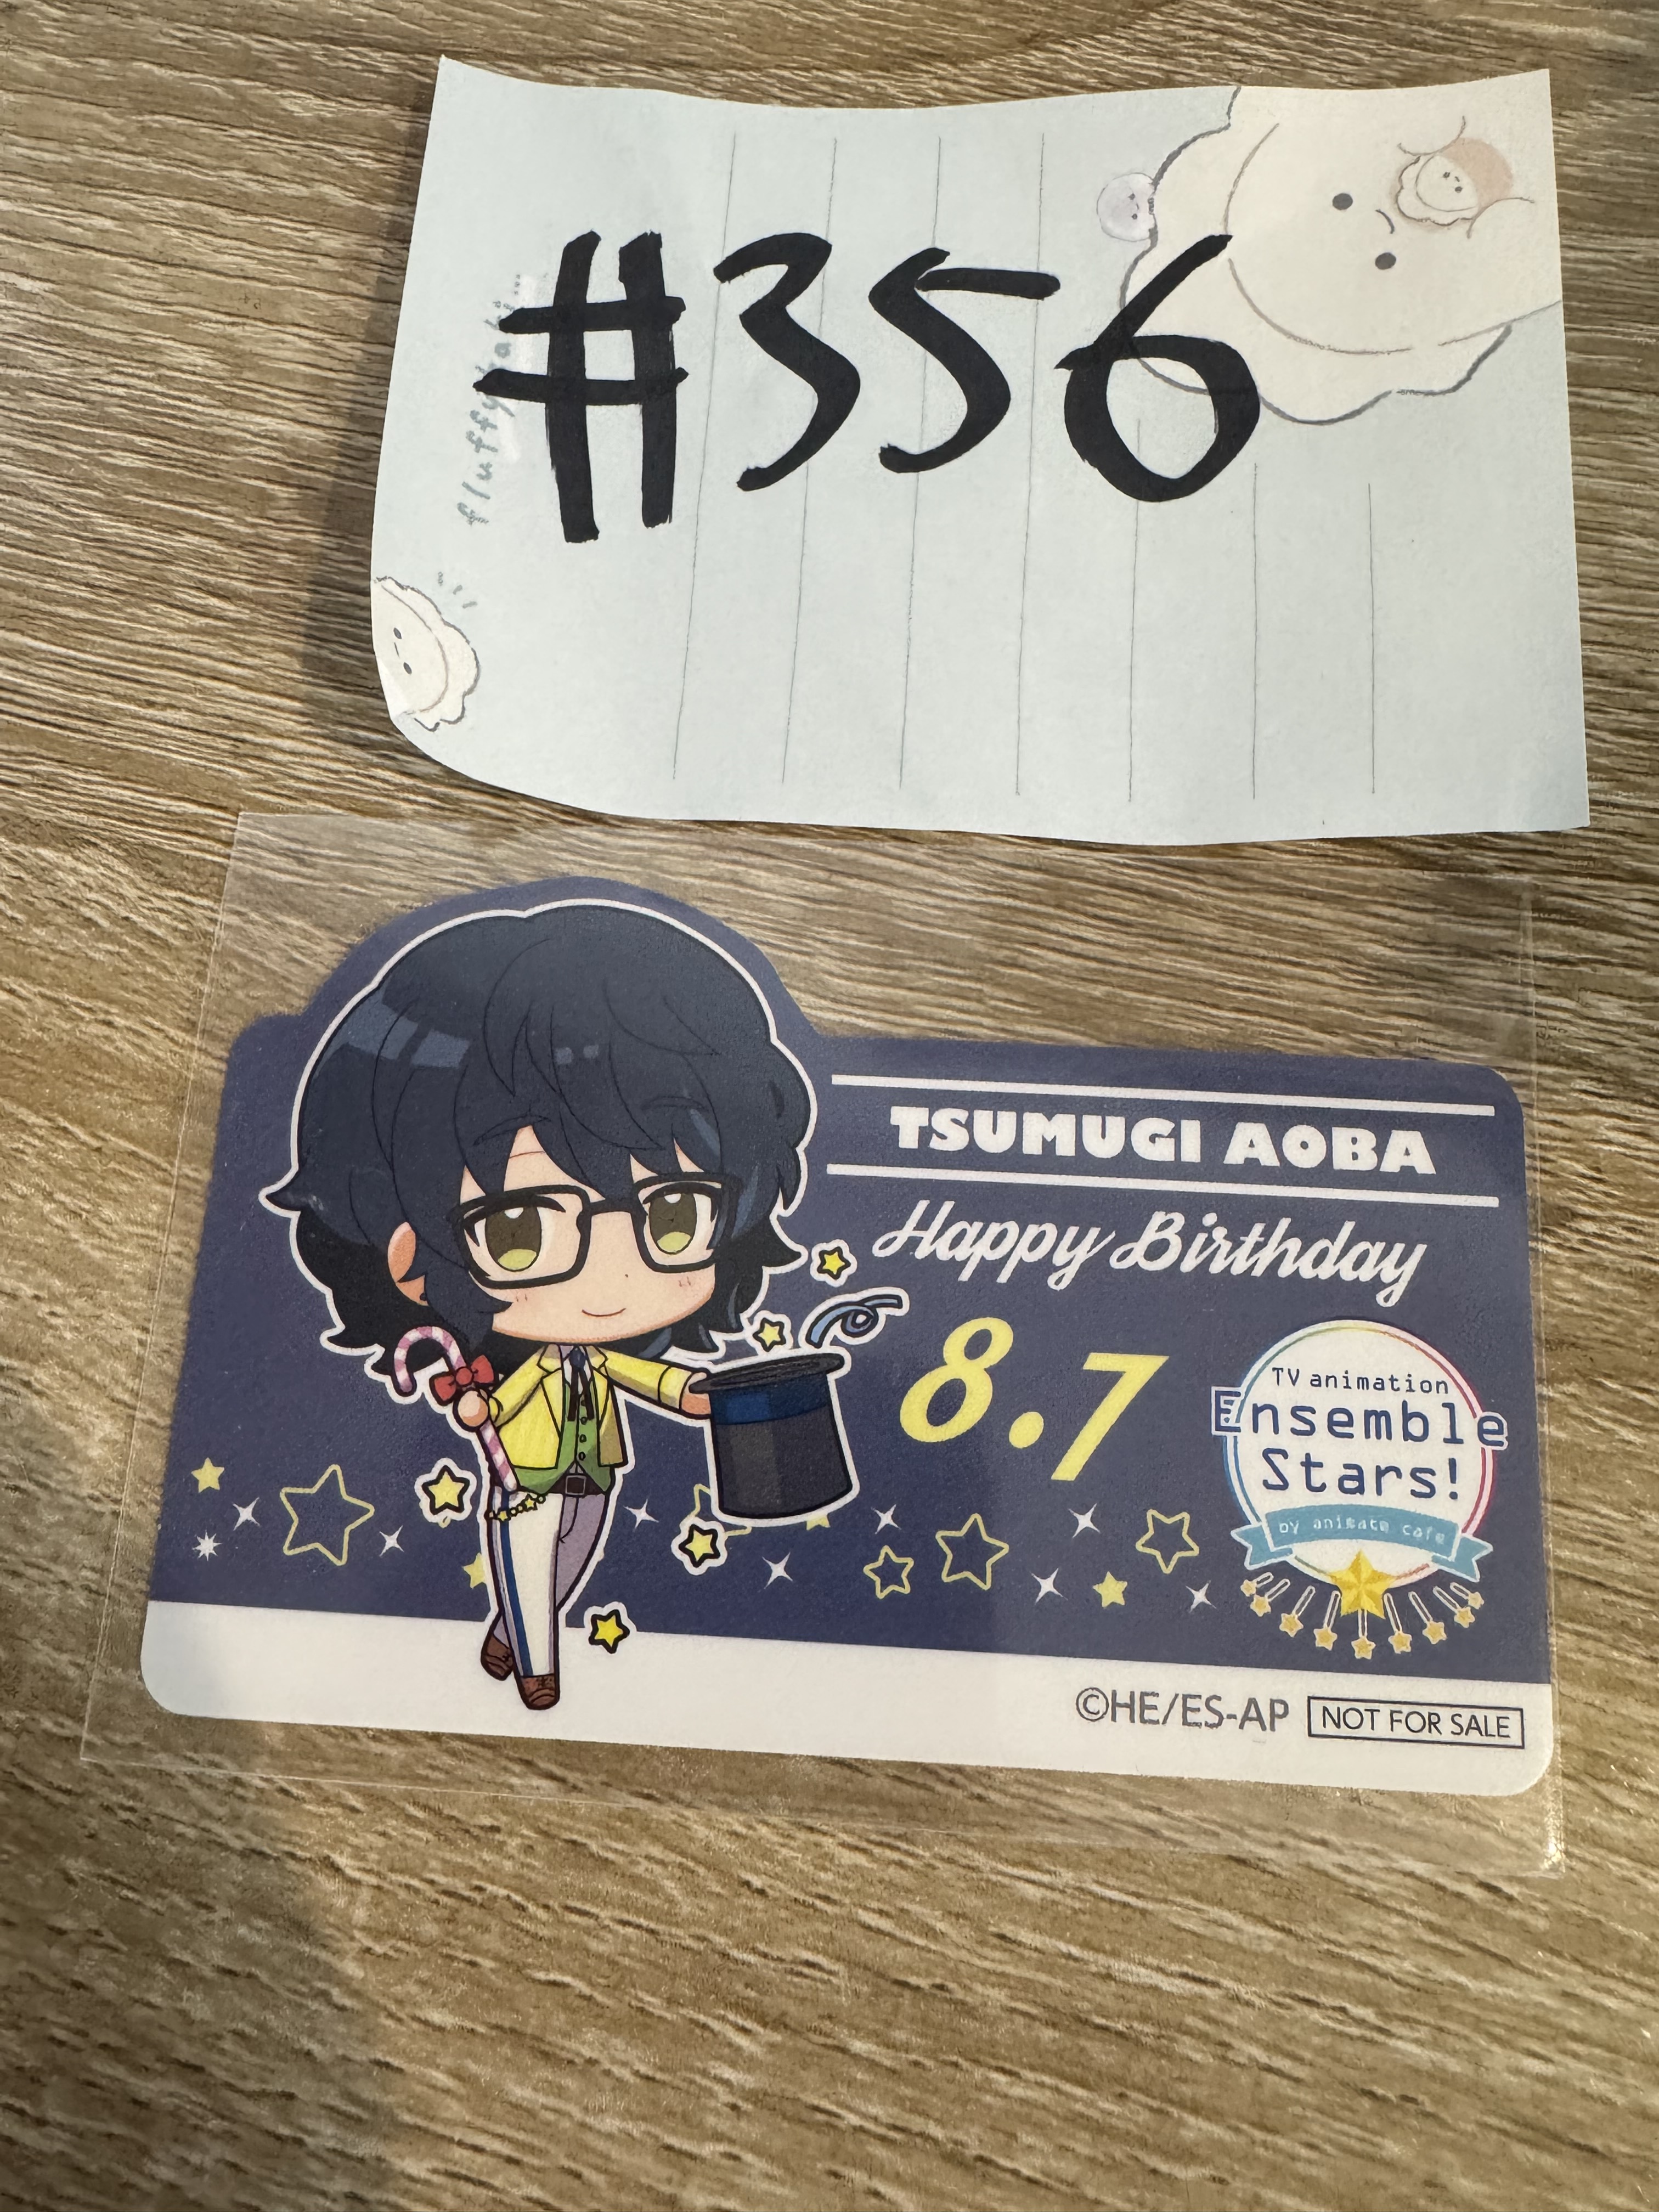 #356
TSUMUGI AOBA
Happy Birthday
8.7
TV animation
Ensemble
Stars!
by animate cafe
©HE/ES-AP
NOT FOR SALE